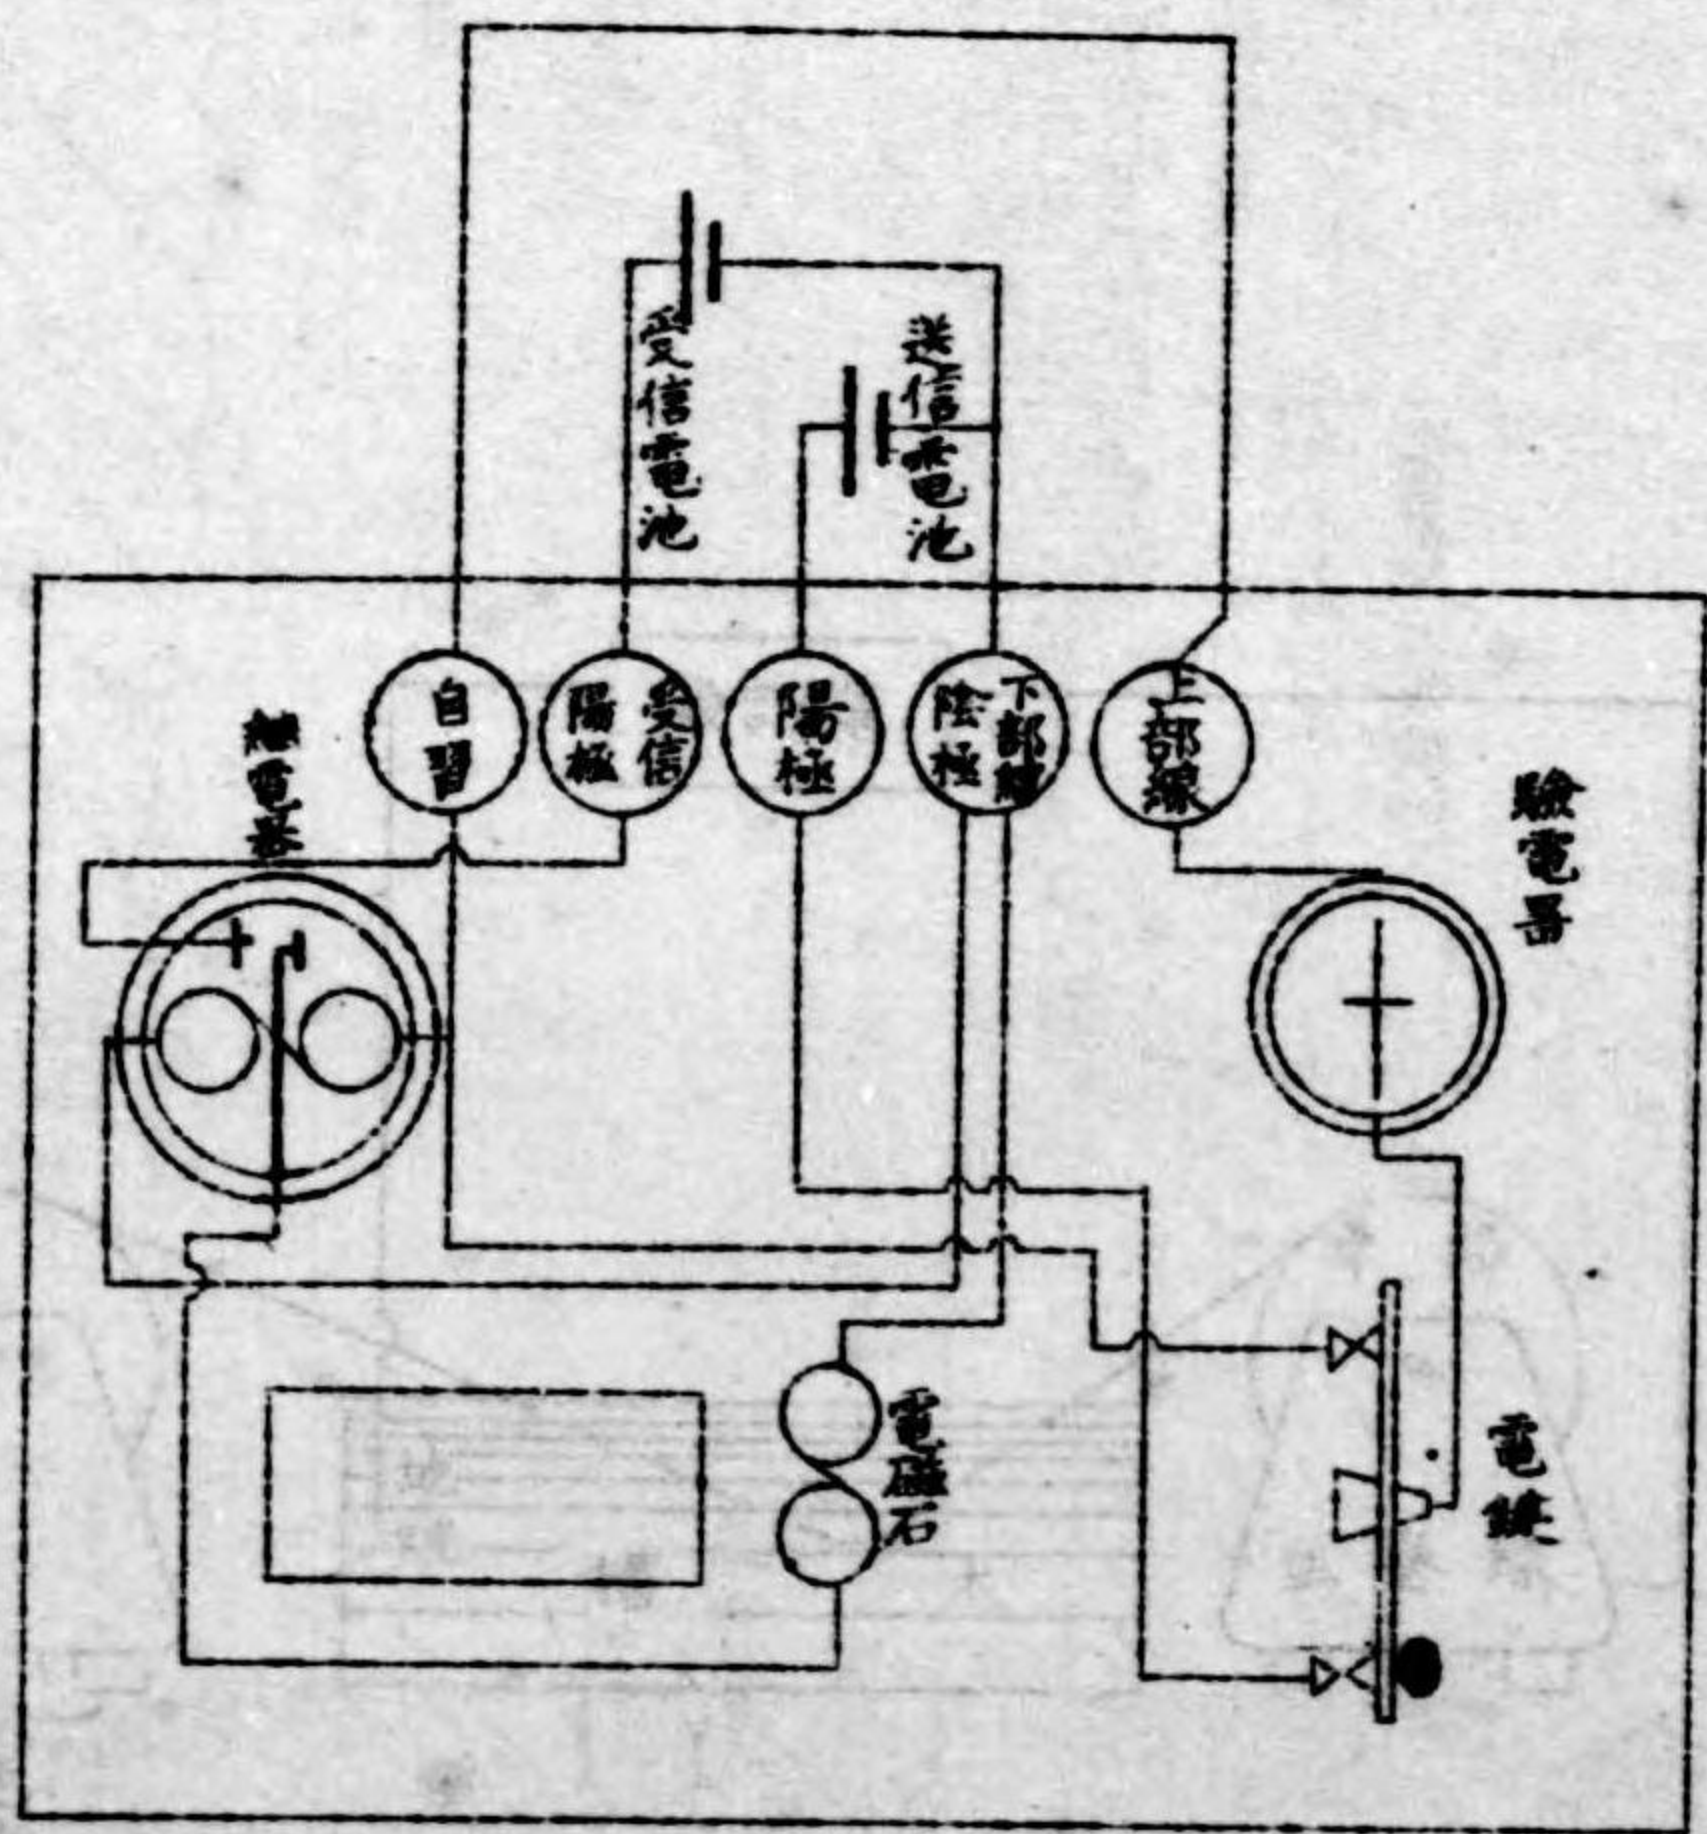 受信電池
送信電池
自習
受信
陽極
陽極
下部線
陰極
上部線
電器
驗電器
電磁石
電鍵